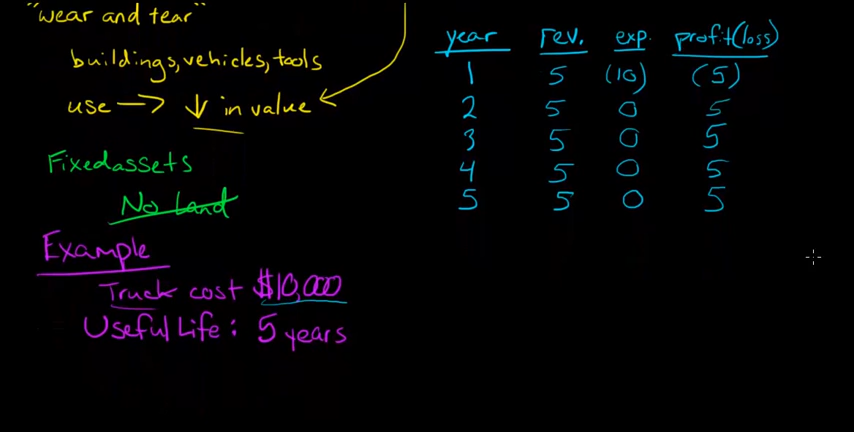 "wear and tear"
buildings, vehicles, tools
use → ↓ in value
Fixed assets
No Land
Example
Truck cost $10,000
Useful Life: 5 years
year rev. exp. profit(loss)
1 5 (10) (5)
2 5 0 5
3 5 0 5
4 5 0 5
5 5 0 5